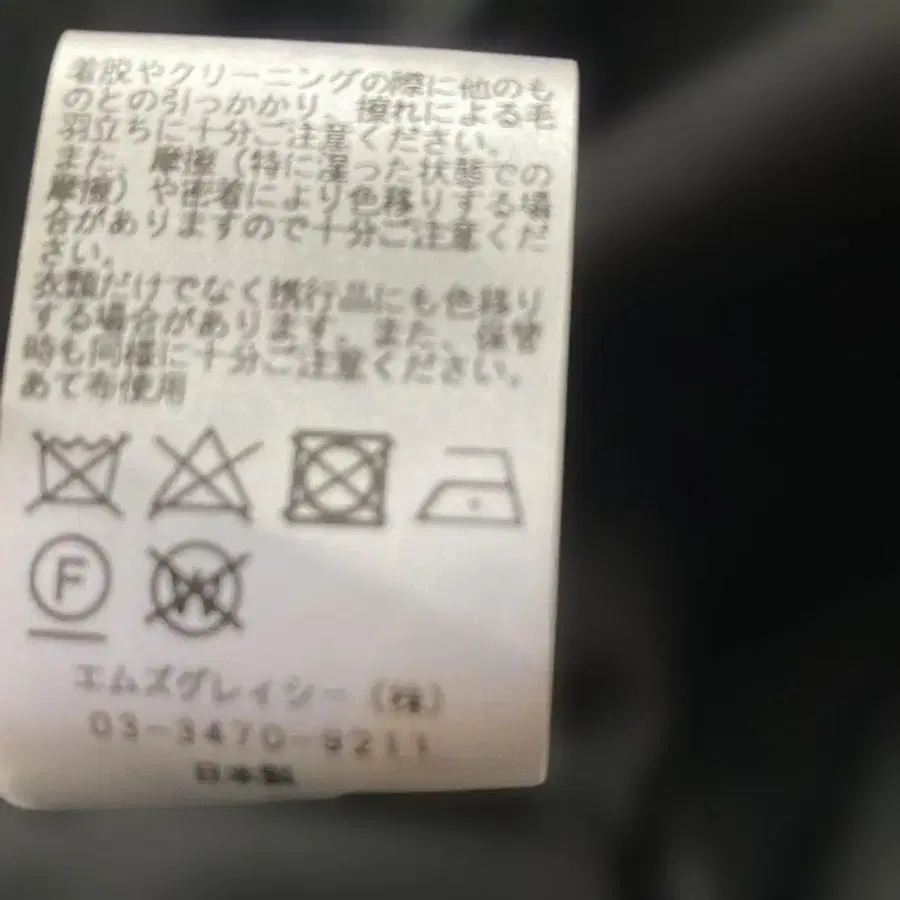 着脱やクリーニングの際に他のも
のとの引っかかり、擦れによる毛
羽立ちに十分ご注意ください。
また、摩擦（特に湿った状態での
摩擦）や密着により色移りする場
合がありますので十分ご注意くだ
さい。
衣類だけでなく携行品にも色移り
する場合があります。また、保管
時も同様に十分ご注意ください。
あて布使用
F
W
エムズグレイシー（株）
03-3470-9211
日本製